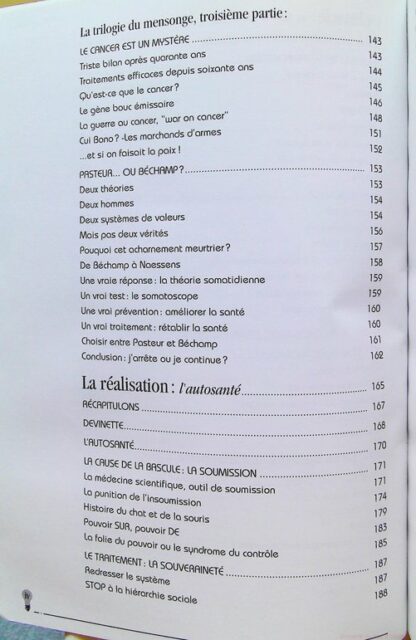 La trilogie du mensonge, troisième partie :
LE CANCER EST UN MYSTÈRE 143
Triste bilan après quarante ans 143
Traitements efficaces depuis soixante ans 144
Qu'est-ce que le cancer ? 145
Le gène bouc émissaire 146
La guerre au cancer, "war on cancer" 148
Cui Bono ? -Les marchands d'armes 151
...et si on faisait la paix ! 152
PASTEUR... OU BÉCHAMP ? 153
Deux théories 153
Deux hommes 154
Deux systèmes de valeurs 154
Mais pas deux vérités 156
Pouquoi cet acharnement meurtrier ? 157
De Béchamp à Naessens 158
Une vraie réponse : la théorie somatidienne 159
Un vrai test : le somatoscope 159
Une vraie prévention : améliorer la santé 160
Un vrai traitement : rétablir la santé 160
Choisir entre Pasteur et Béchamp 161
Conclusion : j'arrête ou je continue ? 162
La réalisation : l'autosanté 165
RÉCAPITULONS 167
DEVINETTE 168
L'AUTOSANTÉ 170
LA CAUSE DE LA BASCULE : LA SOUMISSION 171
La médecine scientifique, outil de soumission 171
La punition de l'insoumission 174
Histoire du chat et de la souris 179
Pouvoir SUR, pouvoir DE 183
La folie du pouvoir ou le syndrome du contrôle 185
LE TRAITEMENT : LA SOUVERAINETÉ 187
Redresser le système 187
STOP à la hiérarchie sociale 188